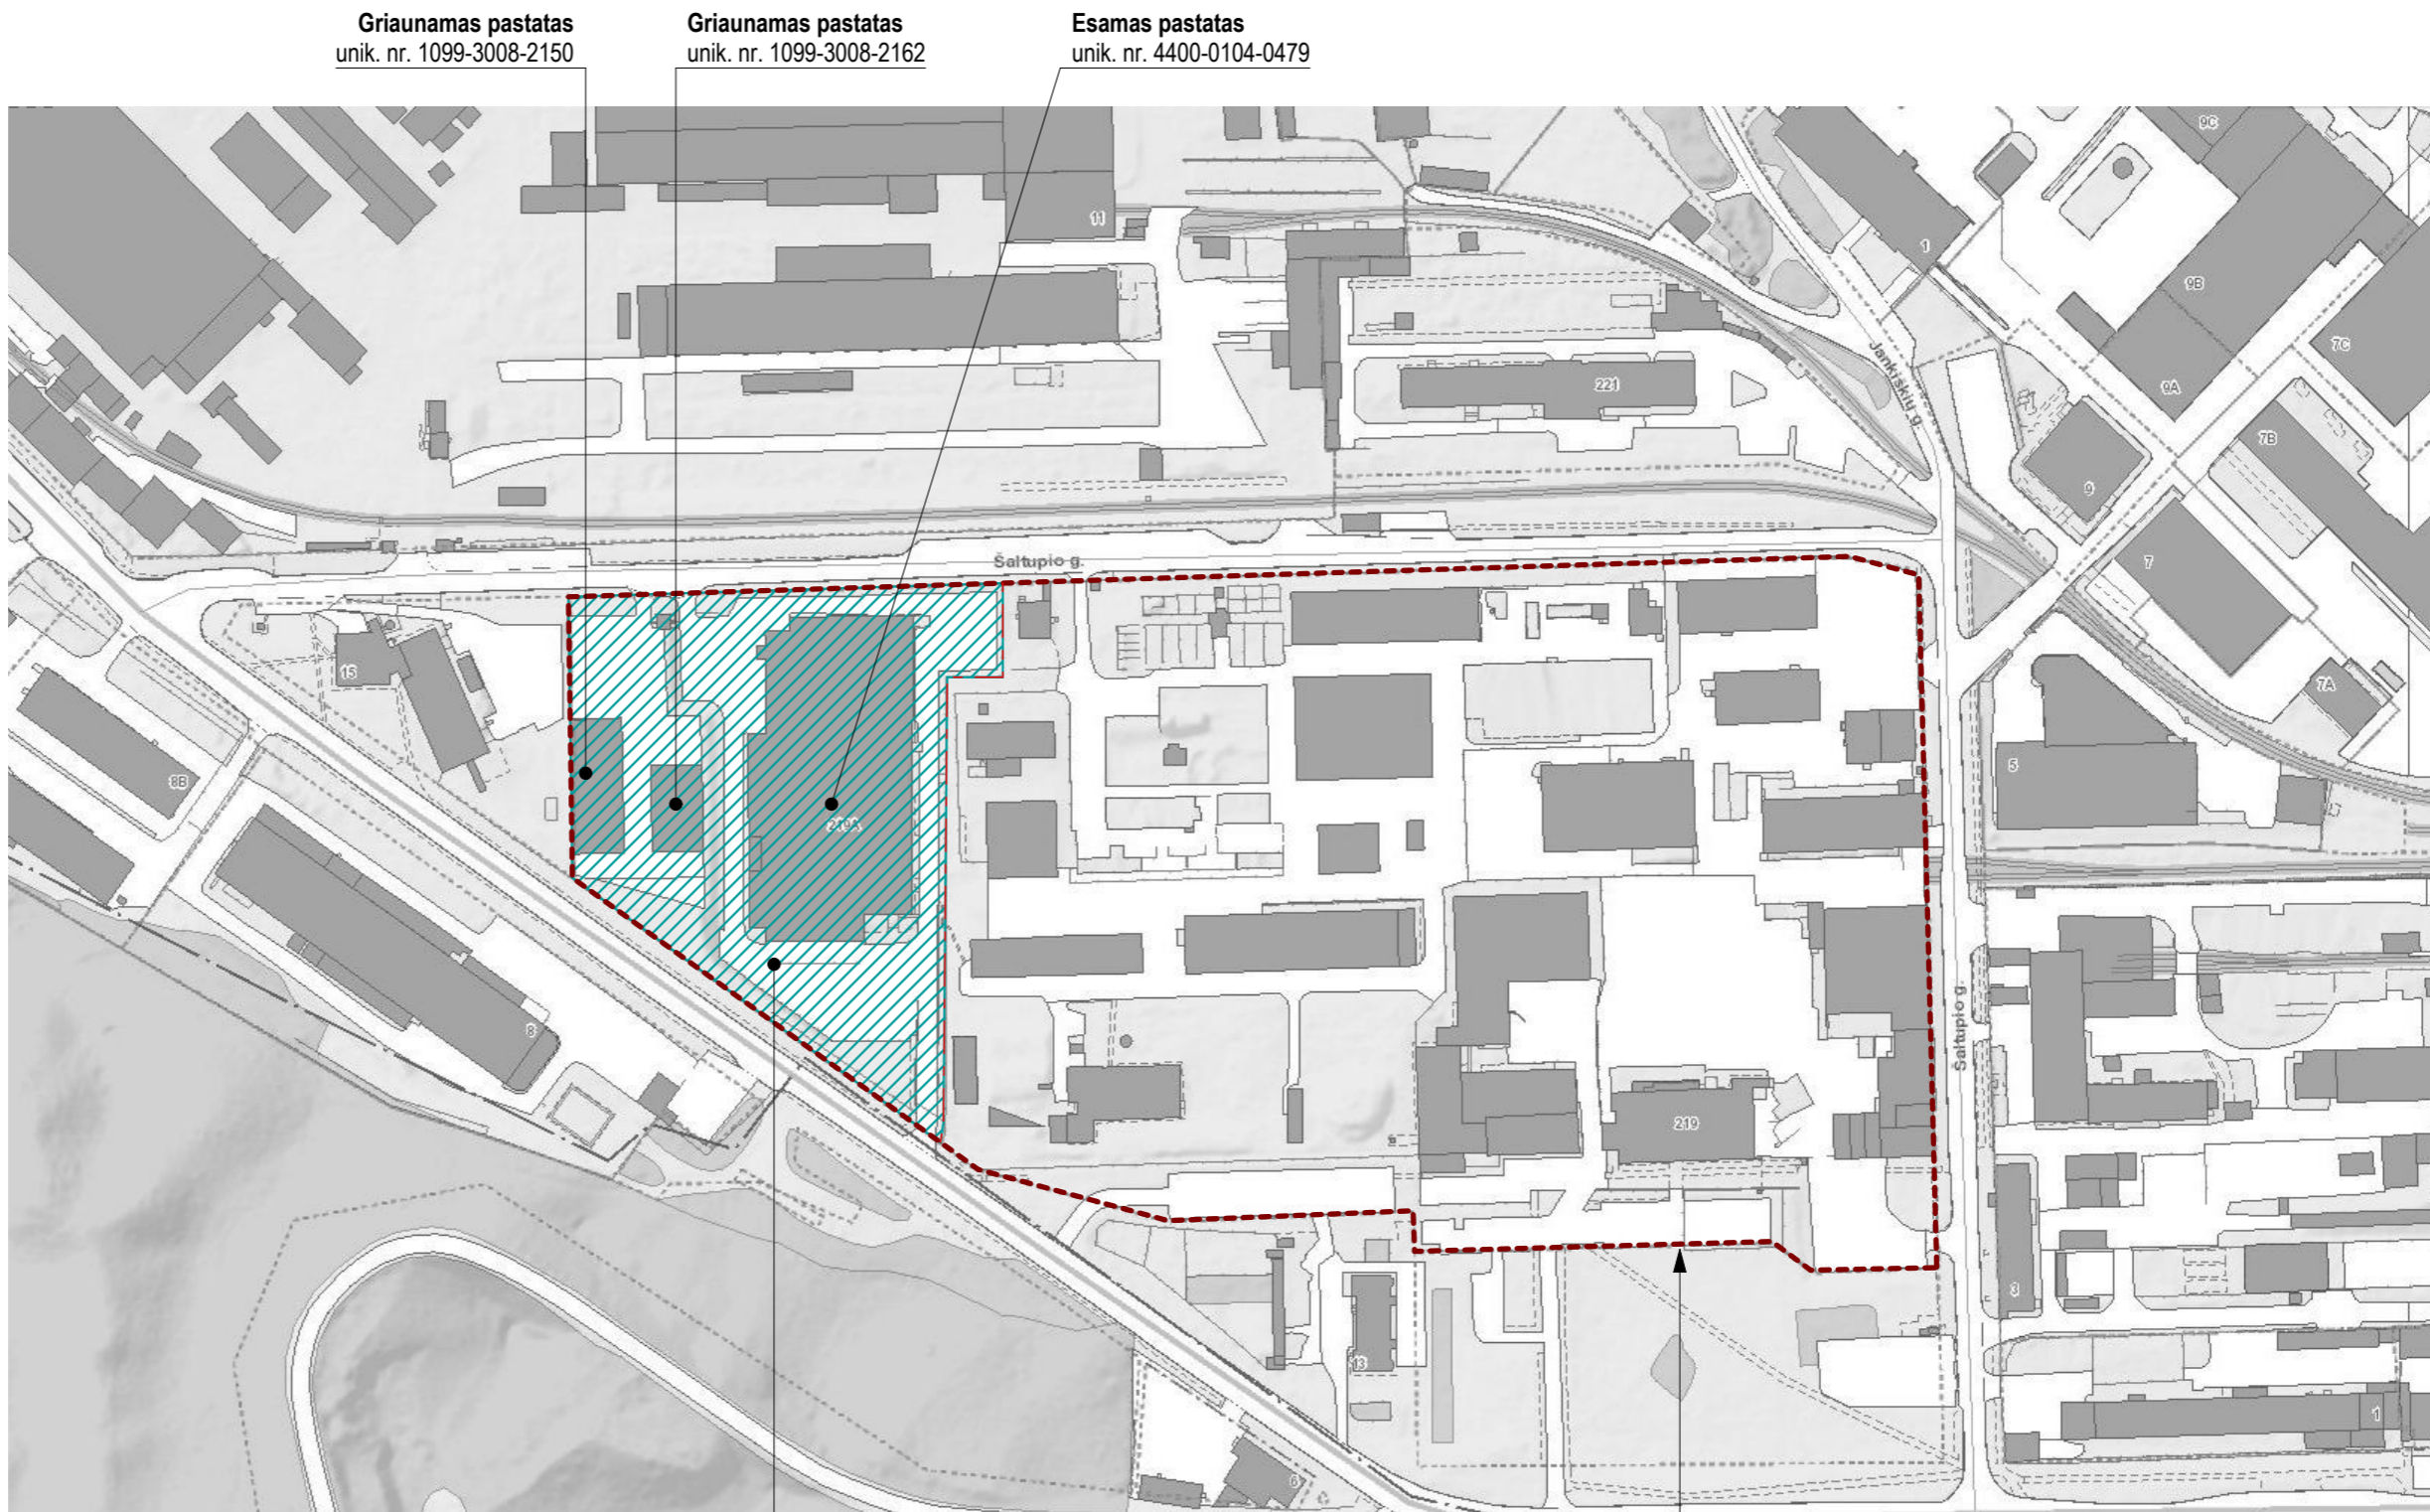 Griaunamas pastatas
unik. nr. 1099-3008-2150
Griaunamas pastatas
unik. nr. 1099-3008-2162
Esamas pastatas
unik. nr. 4400-0104-0479
9C
11
1
9B
7C
9A
221
Jankiškių g.
7B
9
Šaltupio g.
7
15
7A
8B
5
219A
8
Šaltupio g.
219
3
13
1
6